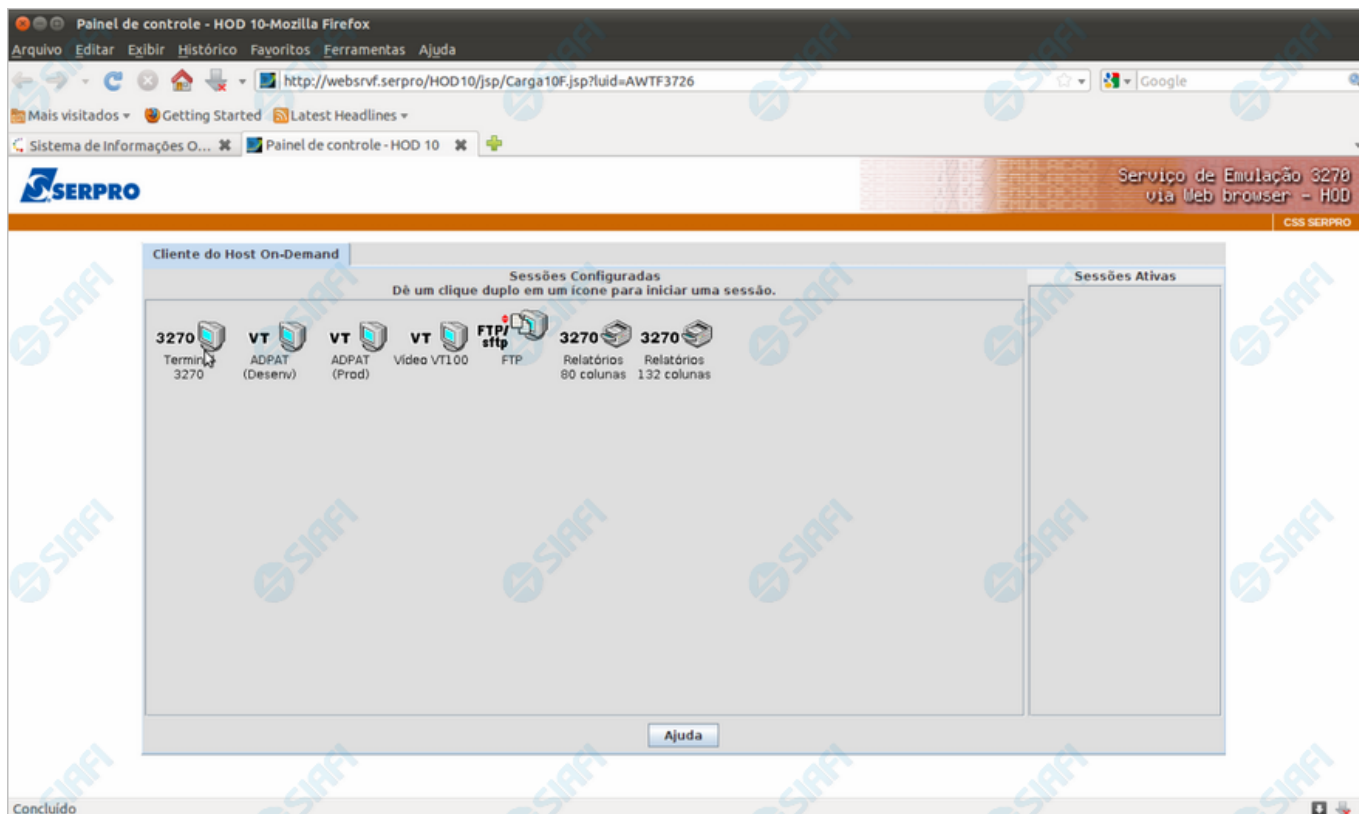 Painel de controle - HOD 10-Mozilla Firefox
Arquivo Editar Exibir Histórico Favoritos Ferramentas Ajuda
http://websrvf.serpro/HOD10/jsp/Carga10F.jsp?luid=AWTF3726
Google
Mais visitados Getting Started Latest Headlines
Sistema de Informações O... Painel de controle - HOD 10
SERPRO
Serviço de Emulação 3270
via Web browser - HOD
CSS SERPRO
Cliente do Host On-Demand
Sessões Configuradas
Dê um clique duplo em um ícone para iniciar uma sessão.
Sessões Ativas
3270 VT VT VT FTP/ sftp 3270 3270
Terminal 3270
ADPAT (Desenv)
ADPAT (Prod)
Vídeo VT100
FTP
Relatórios 80 colunas
Relatórios 132 colunas
Ajuda
Concluído
SIAFI